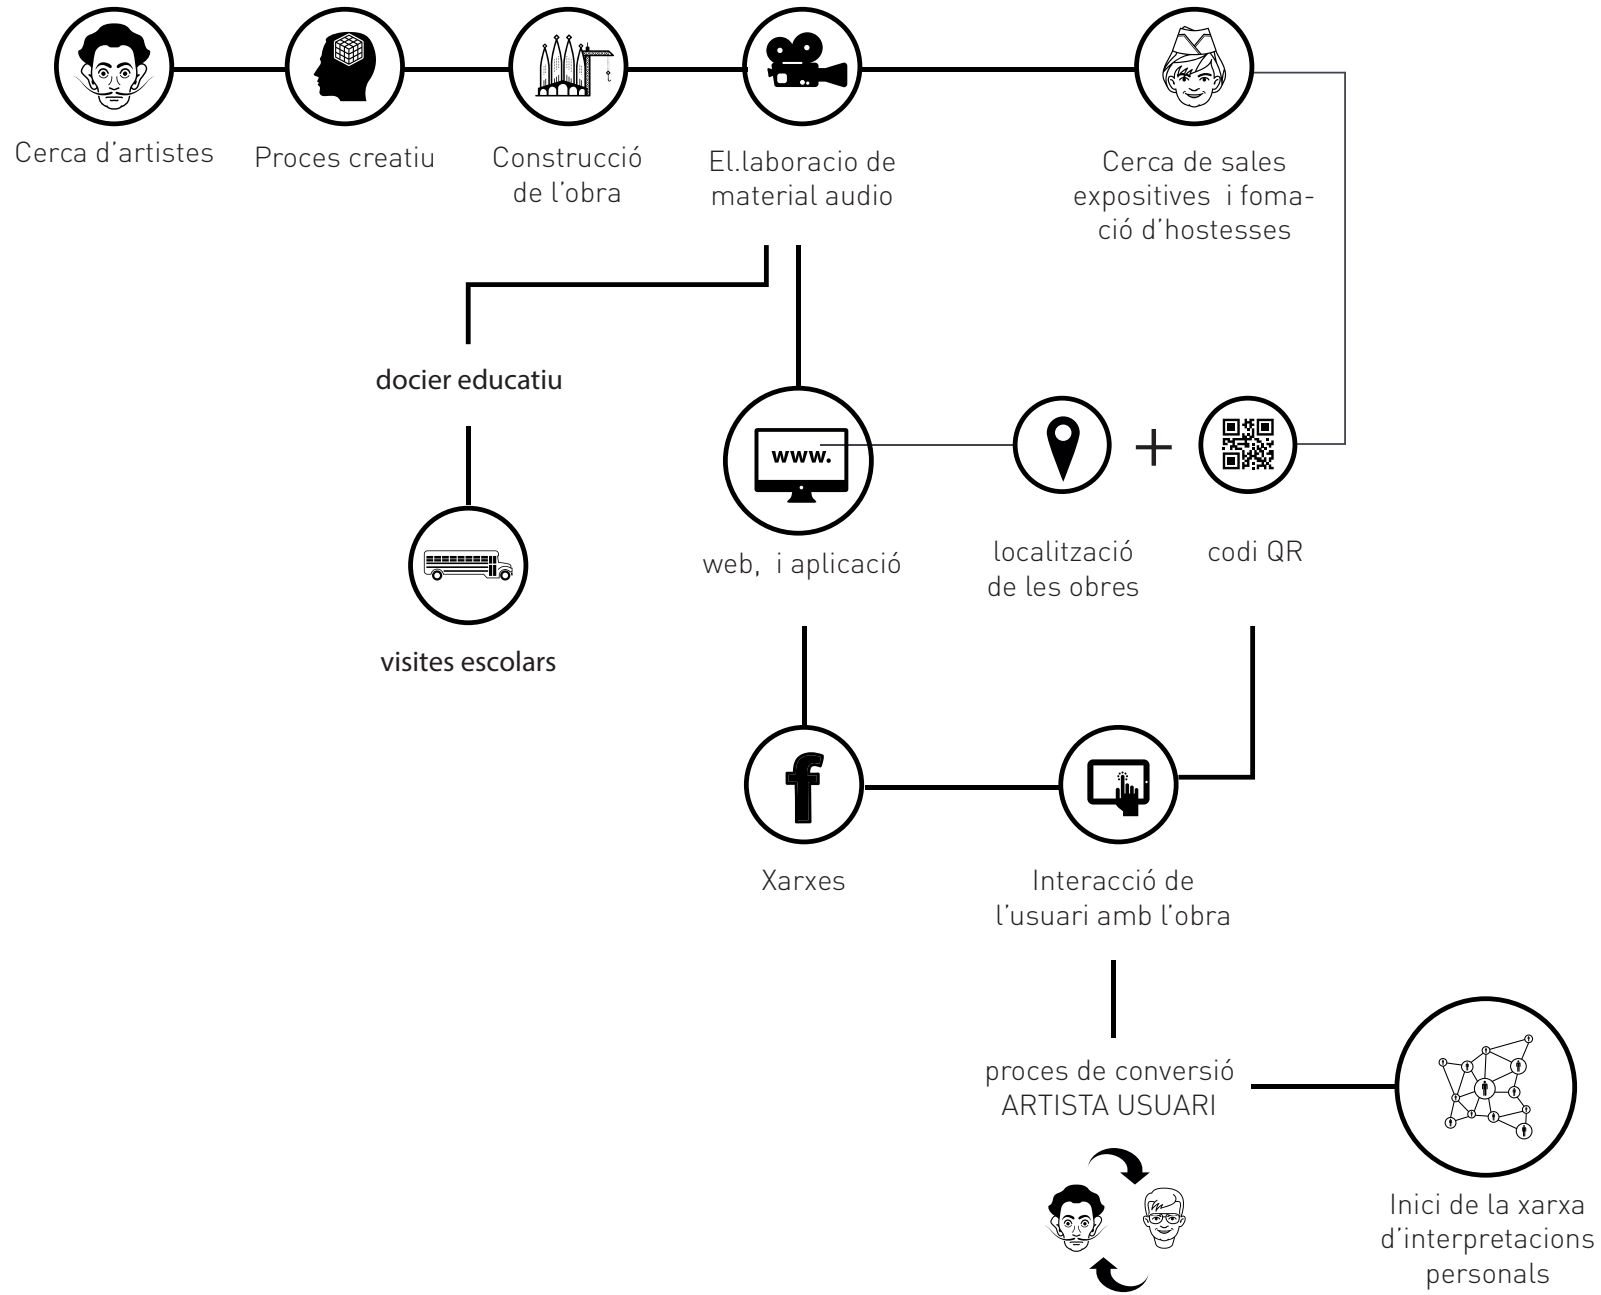 Cerca d’artistes
Proces creatiu
Construcció
de l’obra
El.laboracio de
material audio
Cerca de sales
expositives i foma-
ció d’hostesses
docier educatiu
www.
web, i aplicació
localització
de les obres
+
codi QR
visites escolars
f
Xarxes
Interacció de
l’usuari amb l’obra
proces de conversió
ARTISTA USUARI
Inici de la xarxa
d’interpretacions
personals